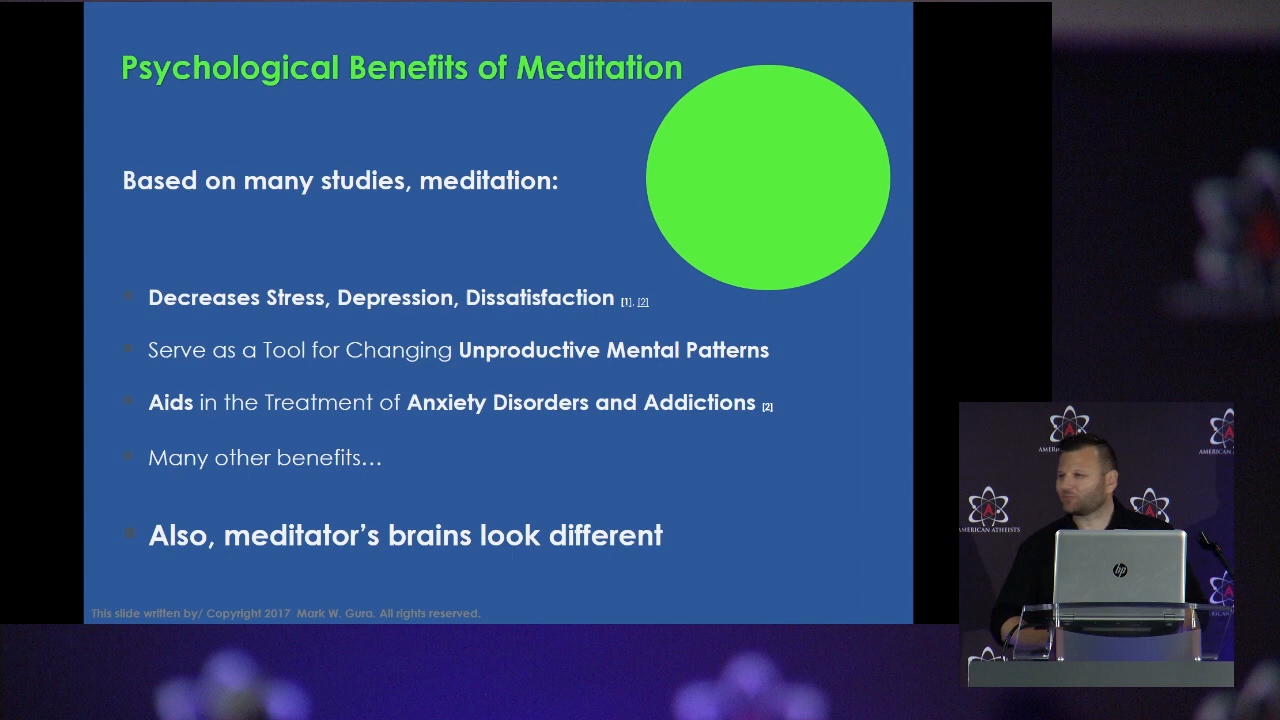 Psychological Benefits of Meditation
Based on many studies, meditation:
Decreases Stress, Depression, Dissatisfaction [1], [2]
Serve as a Tool for Changing Unproductive Mental Patterns
Aids in the Treatment of Anxiety Disorders and Addictions [2]
Many other benefits…
Also, meditator’s brains look different
This slide written by/ Copyright 2017 Mark W. Gura. All rights reserved.
A
AMERICAN A
A
AMERICAN ATHEISTS
hp